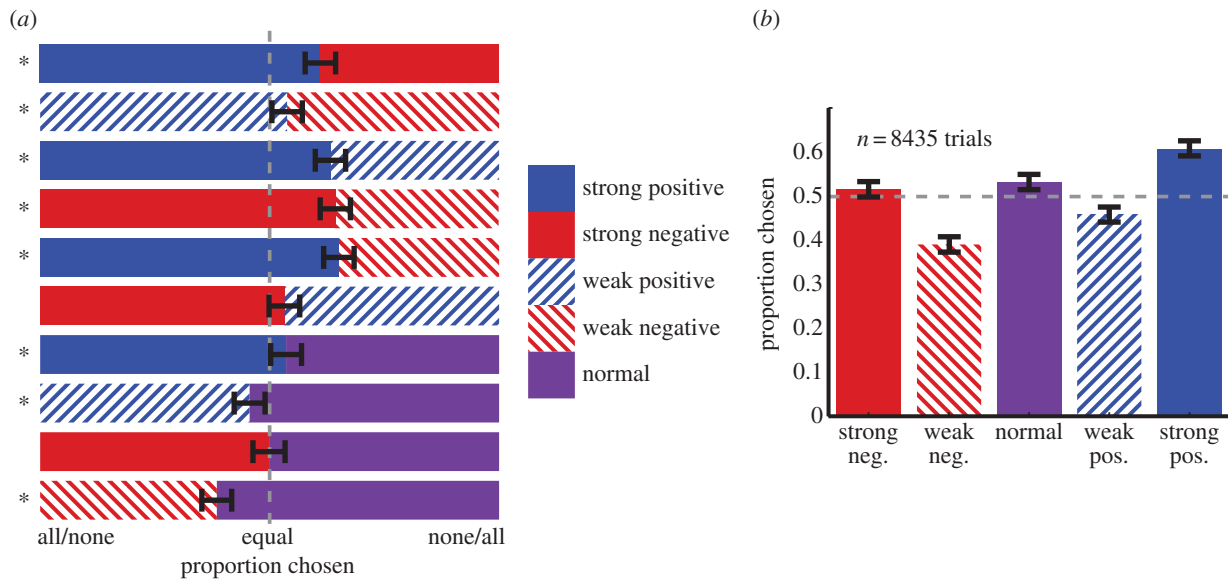 (a)
*
*
*
*
*
*
*
*
all/none
equal
none/all
proportion chosen
strong positive
strong negative
weak positive
weak negative
normal
(b)
n = 8435 trials
proportion chosen
0.6
0.5
0.4
0.3
0.2
0.1
0
strong neg.
weak neg.
normal
weak pos.
strong pos.